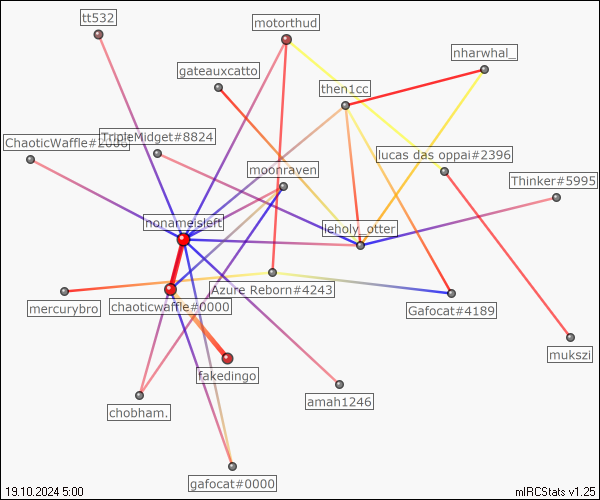 tt532
motorthud
nharwhal_
gateauxcatto
then1cc
ChaoticWaffle#2000
TripleMidget#8824
lucas das oppai#2396
moonraven
Thinker#5995
nonameisleft
leholy_otter
Azure Reborn#4243
mercurybro
chaoticwaffle#0000
Gafocat#4189
mukszi
fakedingo
chobham.
amah1246
gafocat#0000
19.10.2024 5:00
mIRCStats v1.25